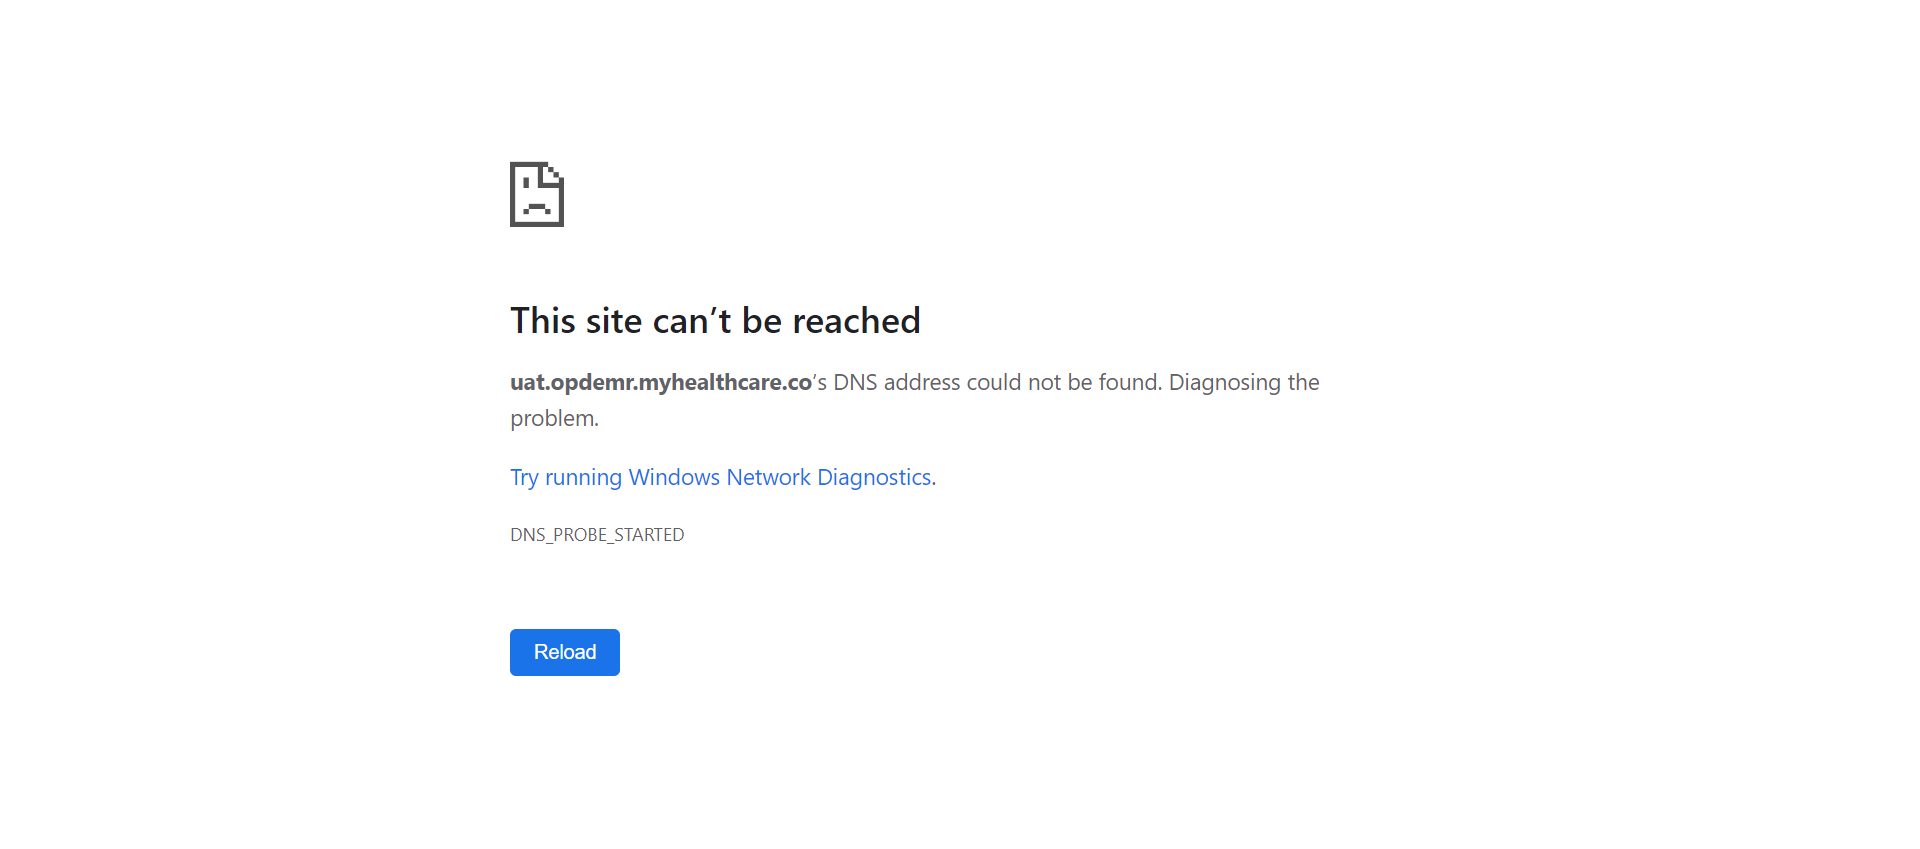 This site can’t be reached
uat.opdemr.myhealthcare.co’s DNS address could not be found. Diagnosing the
problem.
Try running Windows Network Diagnostics.
DNS_PROBE_STARTED
Reload